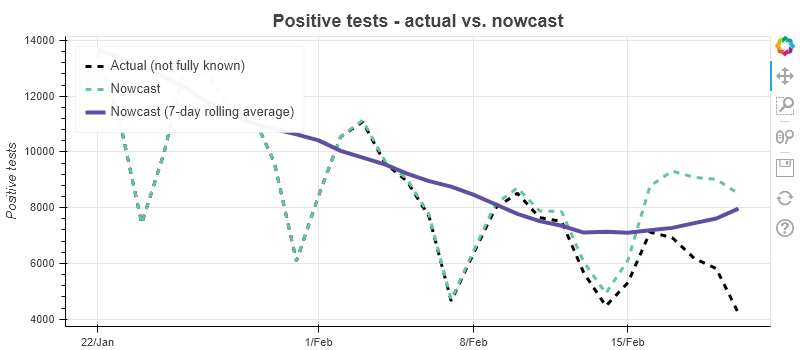 Positive tests - actual vs. nowcast
14000
12000
10000
8000
6000
4000
Positive tests
Actual (not fully known)
Nowcast
Nowcast (7-day rolling average)
22/Jan
1/Feb
8/Feb
15/Feb